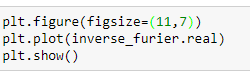 plt.figure(figsize=(11,7))
plt.plot(inverse_furier.real)
plt.show()